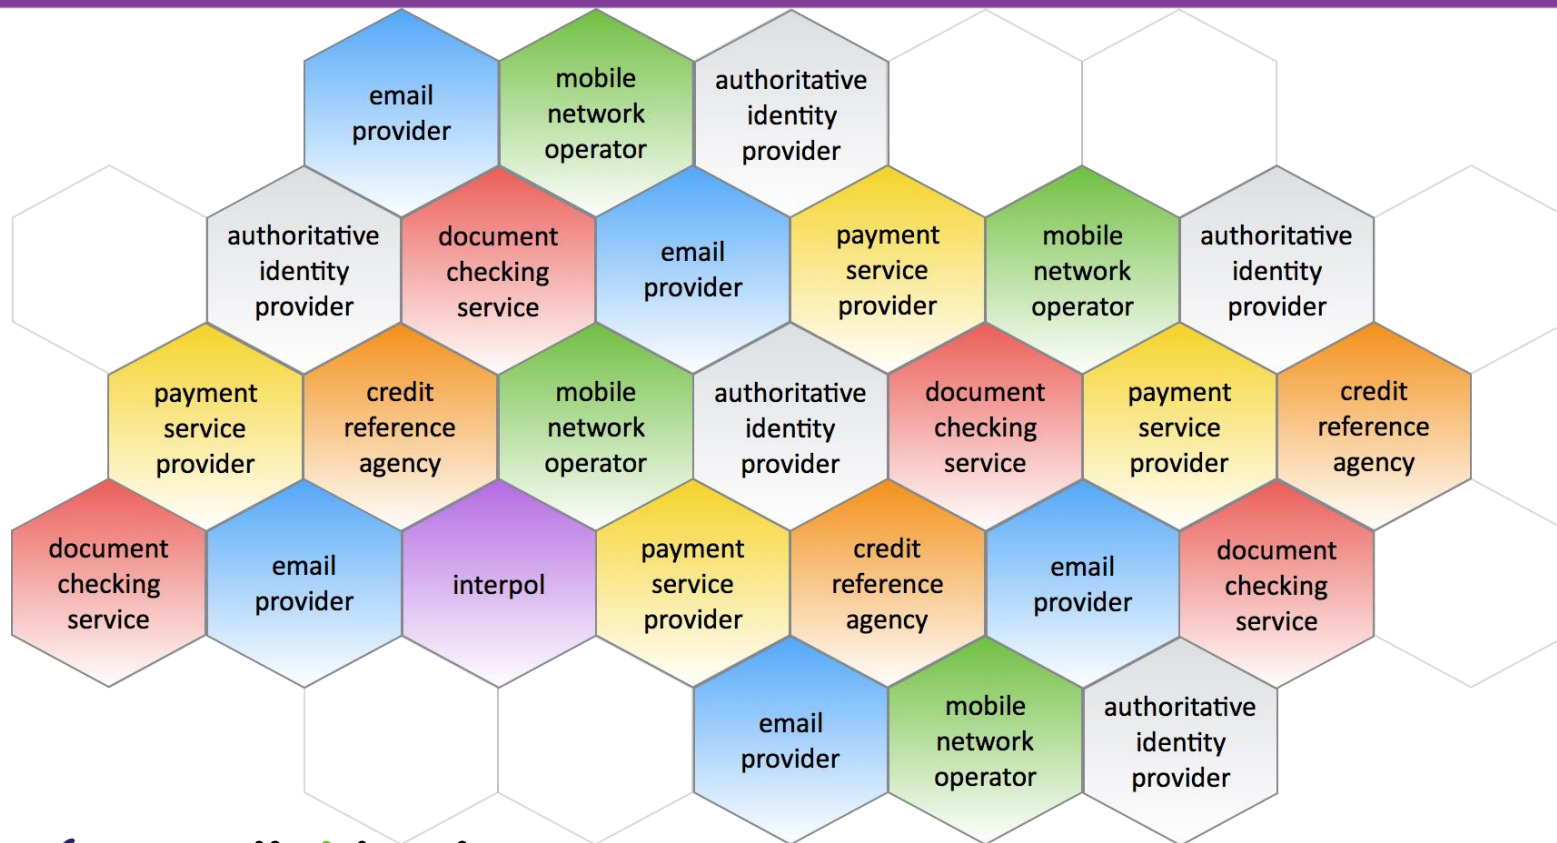 email
provider
mobile
network
operator
authoritative
identity
provider
authoritative
identity
provider
document
checking
service
email
provider
payment
service
provider
mobile
network
operator
authoritative
identity
provider
payment
service
provider
credit
reference
agency
mobile
network
operator
authoritative
identity
provider
document
checking
service
payment
service
provider
credit
reference
agency
document
checking
service
email
provider
interpol
payment
service
provider
credit
reference
agency
email
provider
document
checking
service
email
provider
mobile
network
operator
authoritative
identity
provider